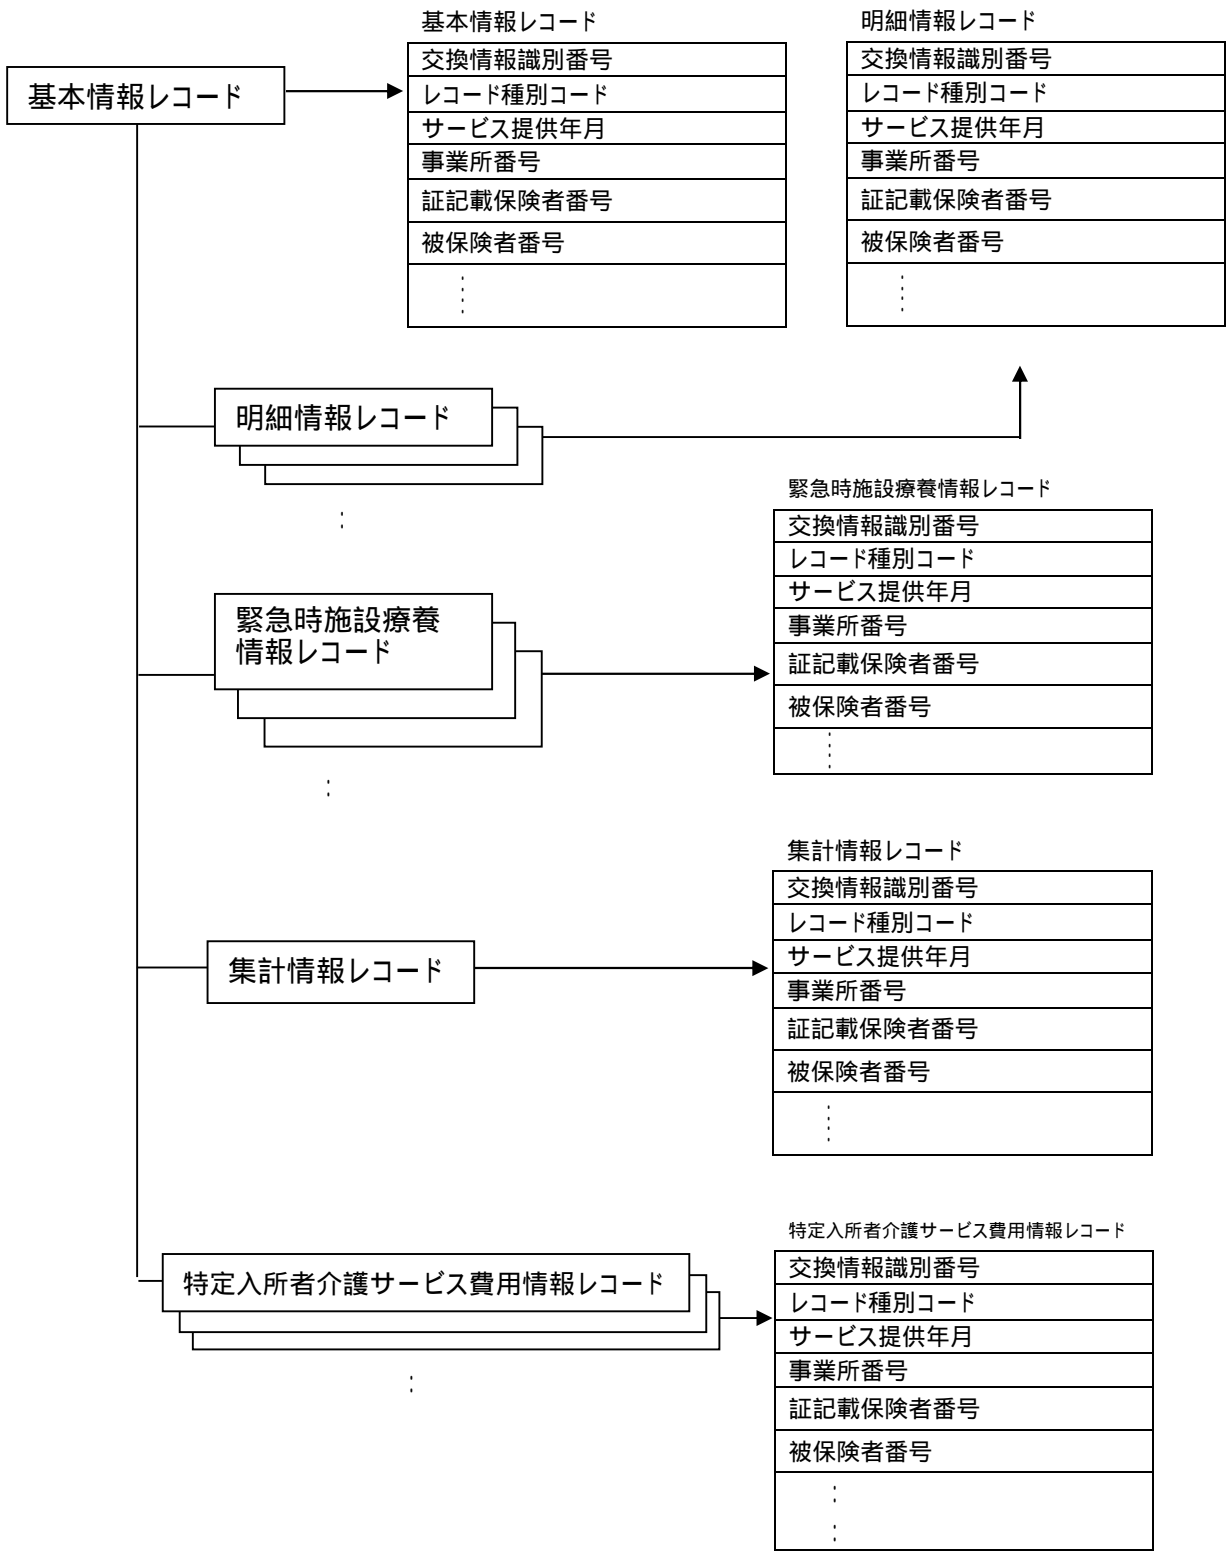 基本情報レコード
基本情報レコード
交換情報識別番号
レコード種別コード
サービス提供年月
事業所番号
証記載保険者番号
被保険者番号
明細情報レコード
交換情報識別番号
レコード種別コード
サービス提供年月
事業所番号
証記載保険者番号
被保険者番号
明細情報レコード
緊急時施設療養
情報レコード
緊急時施設療養情報レコード
交換情報識別番号
レコード種別コード
サービス提供年月
事業所番号
証記載保険者番号
被保険者番号
集計情報レコード
集計情報レコード
交換情報識別番号
レコード種別コード
サービス提供年月
事業所番号
証記載保険者番号
被保険者番号
特定入所者介護サービス費用情報レコード
特定入所者介護サービス費用情報レコード
交換情報識別番号
レコード種別コード
サービス提供年月
事業所番号
証記載保険者番号
被保険者番号